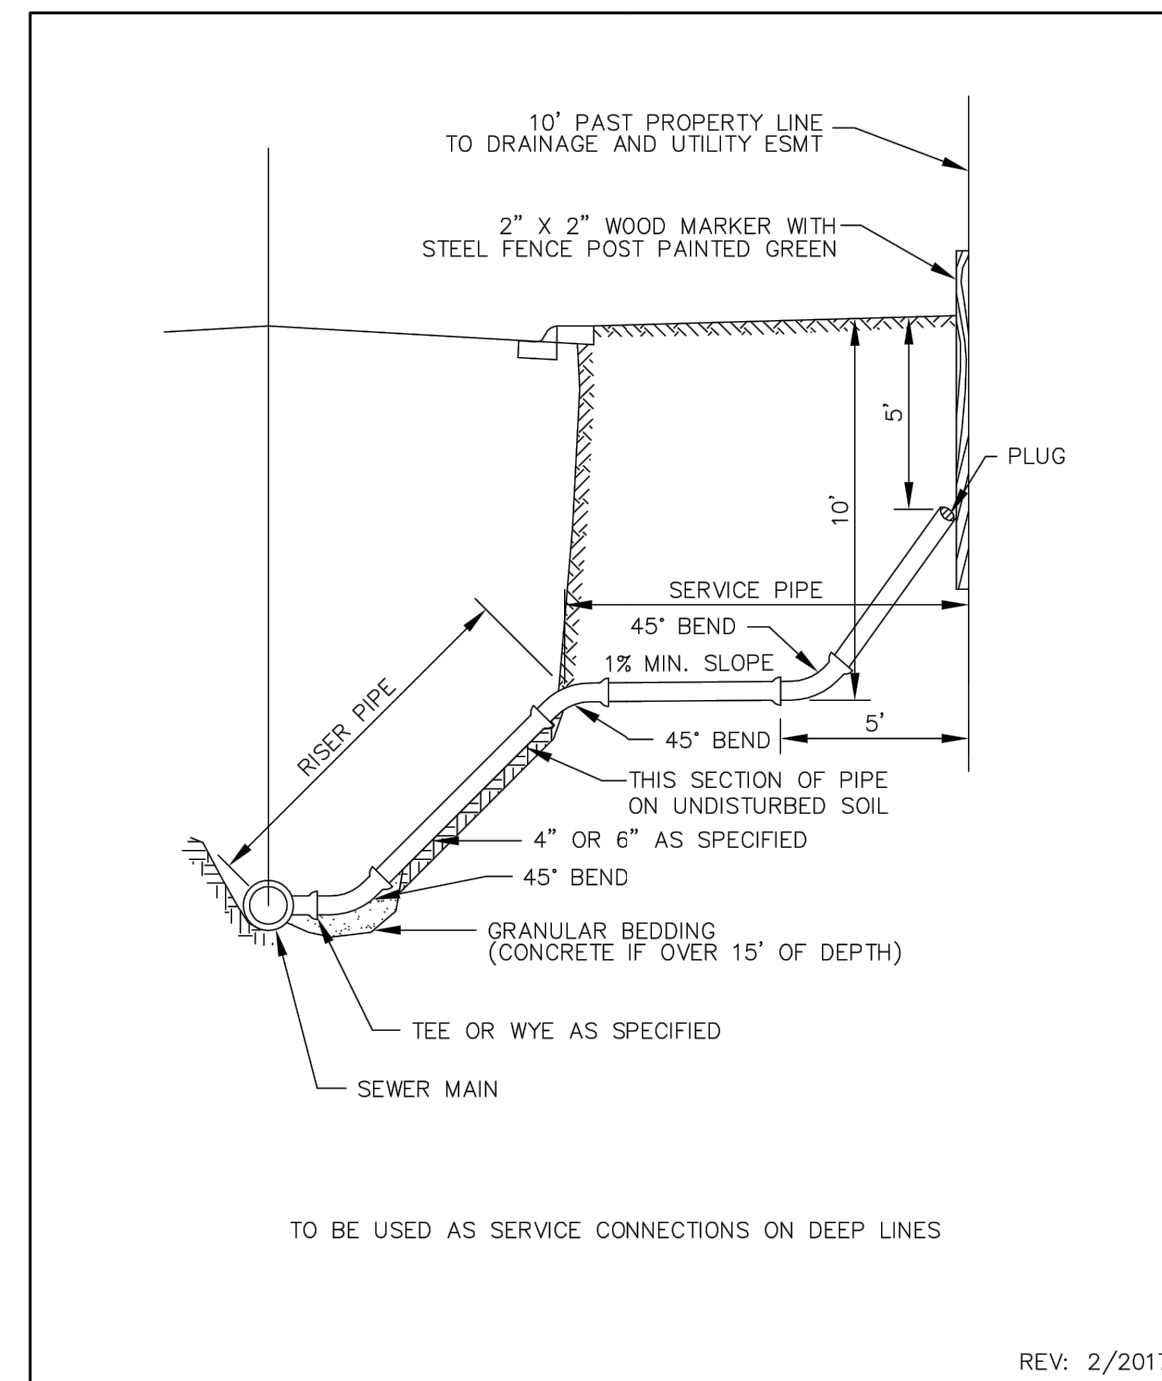 10' PAST PROPERTY LINE
TO DRAINAGE AND UTILITY ESMT
2" X 2" WOOD MARKER WITH
STEEL FENCE POST PAINTED GREEN
5'
PLUG
10'
SERVICE PIPE
45° BEND
1% MIN. SLOPE
RISER PIPE
5'
45° BEND
THIS SECTION OF PIPE
ON UNDISTURBED SOIL
4" OR 6" AS SPECIFIED
45° BEND
GRANULAR BEDDING
(CONCRETE IF OVER 15' OF DEPTH)
TEE OR WYE AS SPECIFIED
SEWER MAIN
TO BE USED AS SERVICE CONNECTIONS ON DEEP LINES
REV: 2/2017